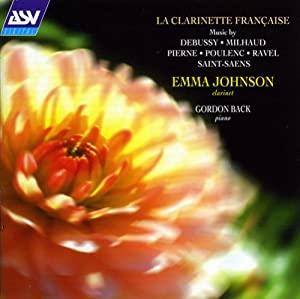 ASV
DIGITAL
LA CLARINETTE FRANÇAISE
Music by
DEBUSSY • MILHAUD
PIERNE • POULENC • RAVEL
SAINT-SAENS
EMMA JOHNSON
clarinet
GORDON BACK
piano